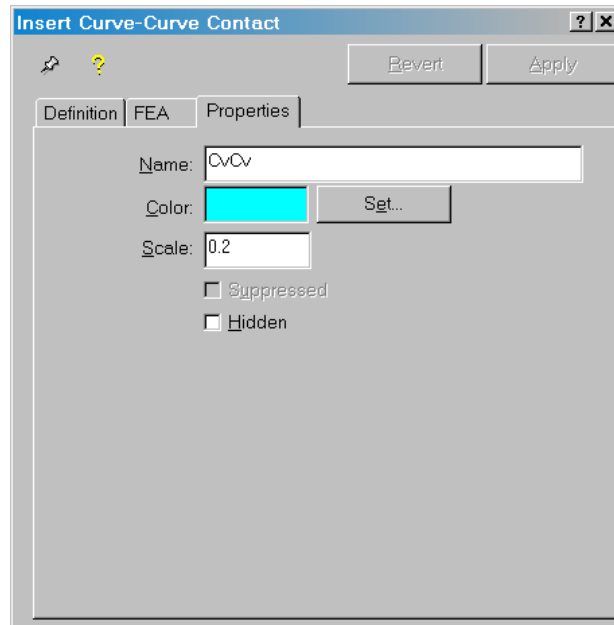 Insert Curve-Curve Contact
? Revert Apply
Definition FEA Properties
Name: CvCv
Color: Set...
Scale: 0.2
Suppressed
Hidden